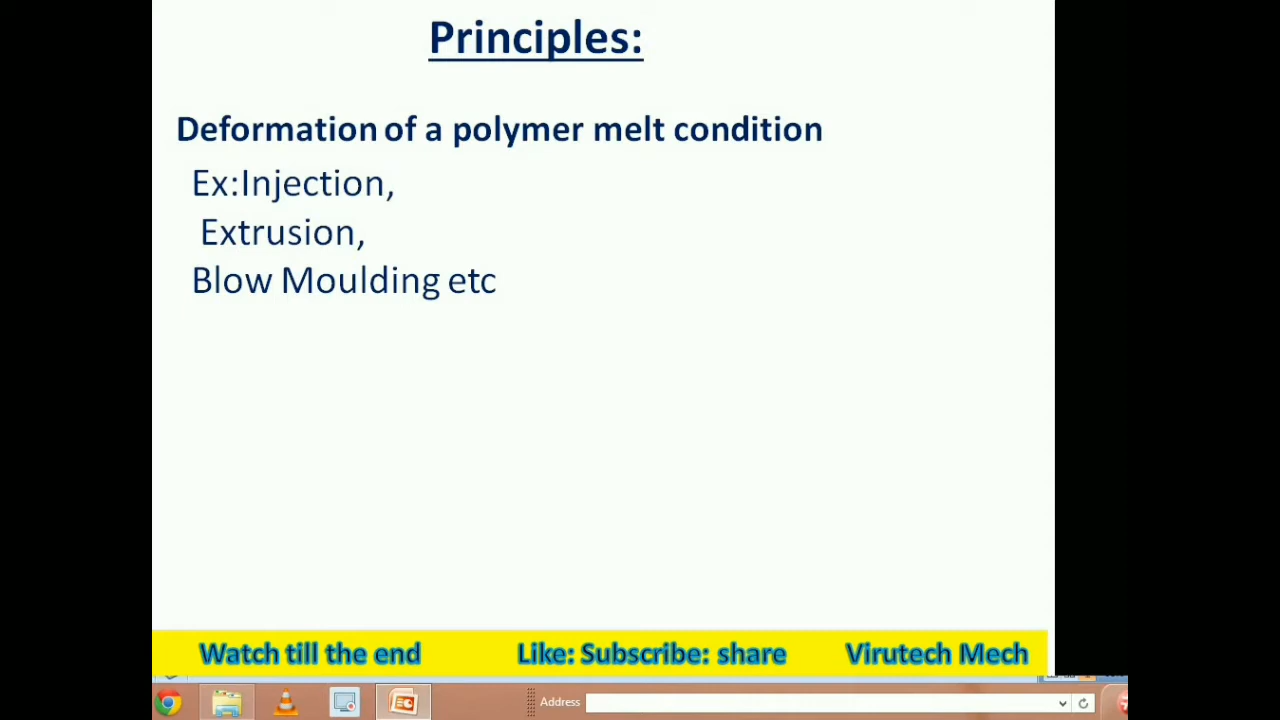 Principles:
Deformation of a polymer melt condition
Ex:Injection,
Extrusion,
Blow Moulding etc
Watch till the end Like: Subscribe: share Virutech Mech
Address